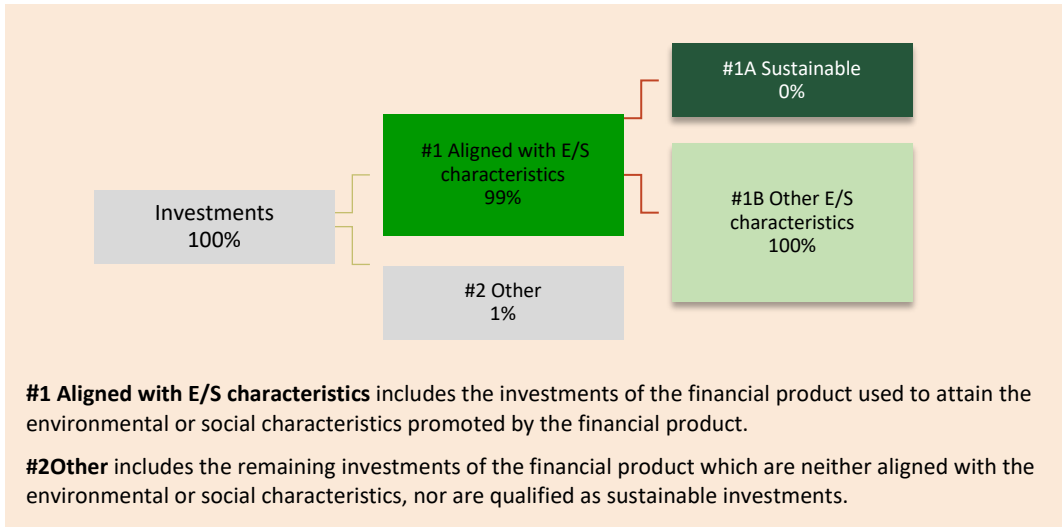 #1A Sustainable
0%
#1 Aligned with E/S
characteristics
99%
#1B Other E/S
characteristics
100%
Investments
100%
#2 Other
1%
#1 Aligned with E/S characteristics includes the investments of the financial product used to attain the
environmental or social characteristics promoted by the financial product.
#2Other includes the remaining investments of the financial product which are neither aligned with the
environmental or social characteristics, nor are qualified as sustainable investments.